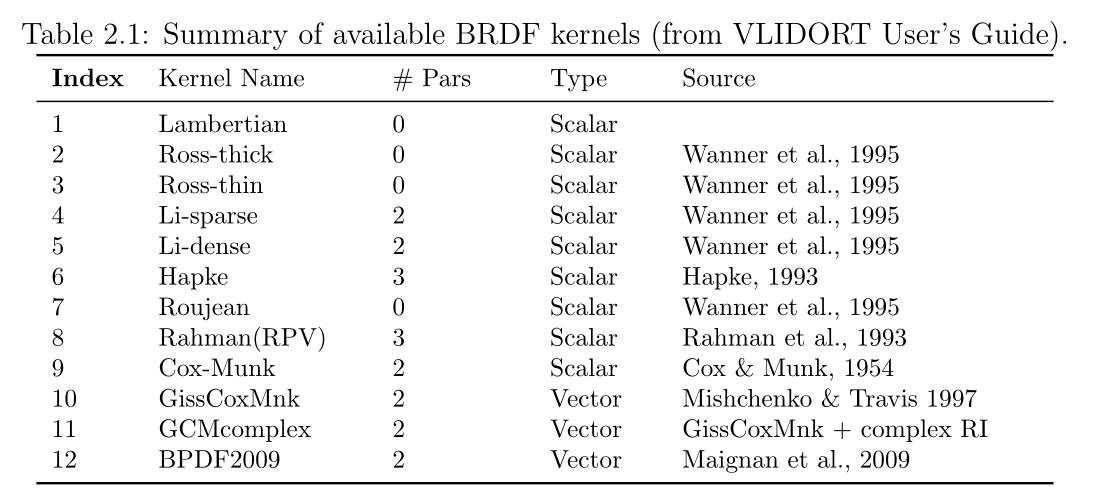 Table 2.1: Summary of available BRDF kernels (from VLIDORT User's Guide).
Index Kernel Name # Pars Type Source
1 Lambertian 0 Scalar
2 Ross-thick 0 Scalar Wanner et al., 1995
3 Ross-thin 0 Scalar Wanner et al., 1995
4 Li-sparse 2 Scalar Wanner et al., 1995
5 Li-dense 2 Scalar Wanner et al., 1995
6 Hapke 3 Scalar Hapke, 1993
7 Roujean 0 Scalar Wanner et al., 1995
8 Rahman(RPV) 3 Scalar Rahman et al., 1993
9 Cox-Munk 2 Scalar Cox & Munk, 1954
10 GissCoxMnk 2 Vector Mishchenko & Travis 1997
11 GCMcomplex 2 Vector GissCoxMnk + complex RI
12 BPDF2009 2 Vector Maignan et al., 2009